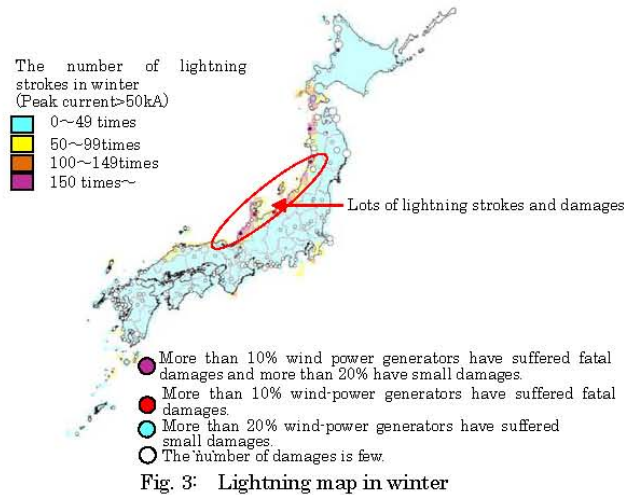 The number of lightning
strokes in winter
(Peak current>50kA)
0～49 times
50～99times
100～149times
150 times～
Lots of lightning strokes and damages
More than 10% wind power generators have suffered fatal
damages and more than 20% have small damages.
More than 10% wind-power generators have suffered fatal
damages.
More than 20% wind-power generators have suffered
small damages.
The number of damages is few.
Fig. 3: Lightning map in winter